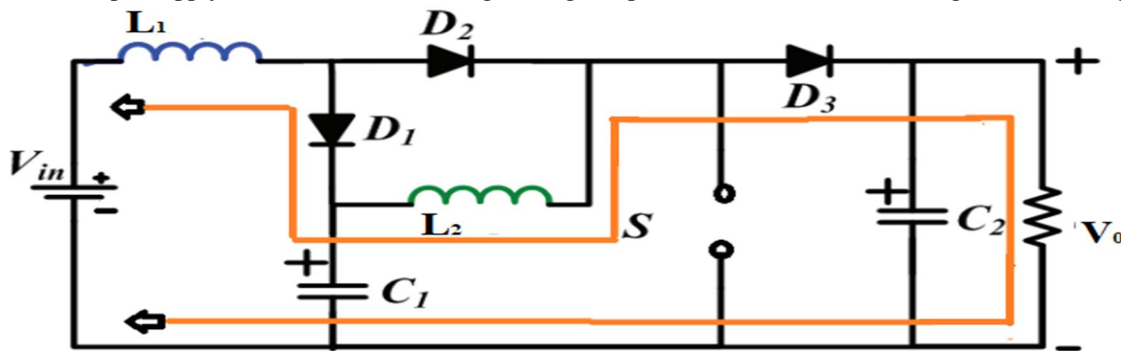 L₁
D₂
D₃
D₁
Vin
+
-
L₂
S
+
C₁
+
C₂
+
V₀
-